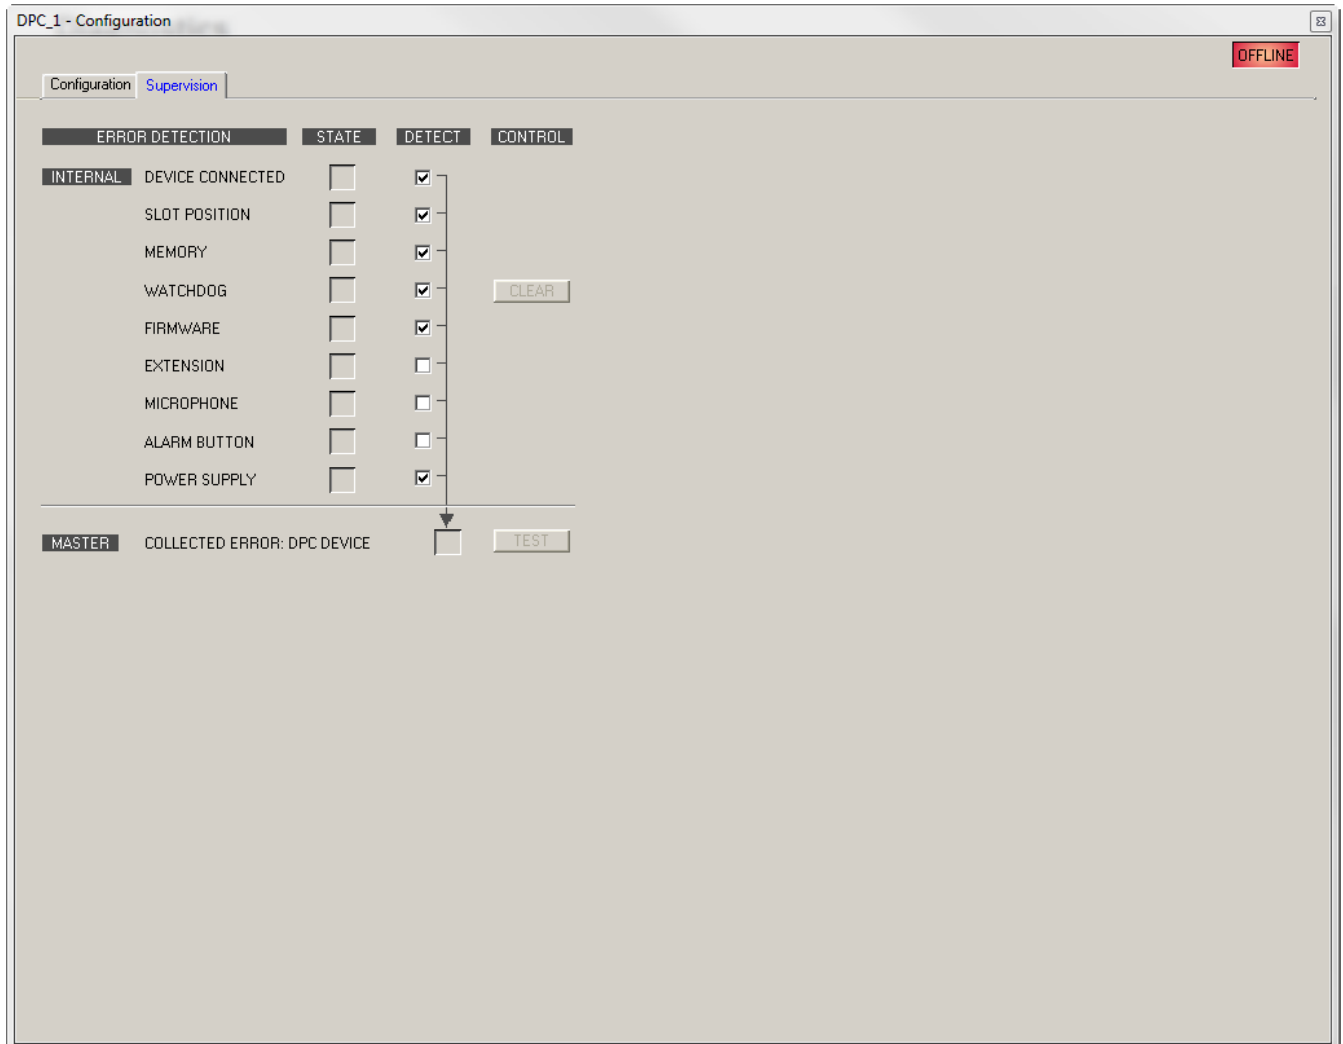 DPC_1 - Configuration
OFFLINE
Configuration Supervision
ERROR DETECTION STATE DETECT CONTROL
INTERNAL DEVICE CONNECTED
SLOT POSITION
MEMORY
WATCHDOG CLEAR
FIRMWARE
EXTENSION
MICROPHONE
ALARM BUTTON
POWER SUPPLY
MASTER COLLECTED ERROR: DPC DEVICE TEST